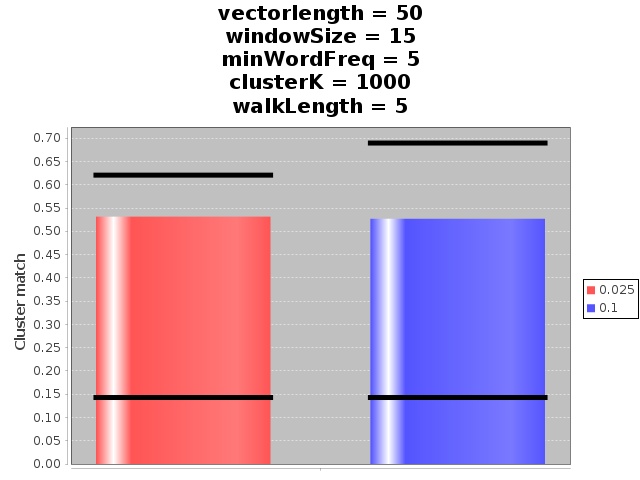 vectorlength = 50
windowSize = 15
minWordFreq = 5
clusterK = 1000
walkLength = 5
0.70
0.65
0.60
0.55
0.50
0.45
0.40
0.35
0.30
0.25
0.20
0.15
0.10
0.05
0.00
Cluster match
0.025
0.1